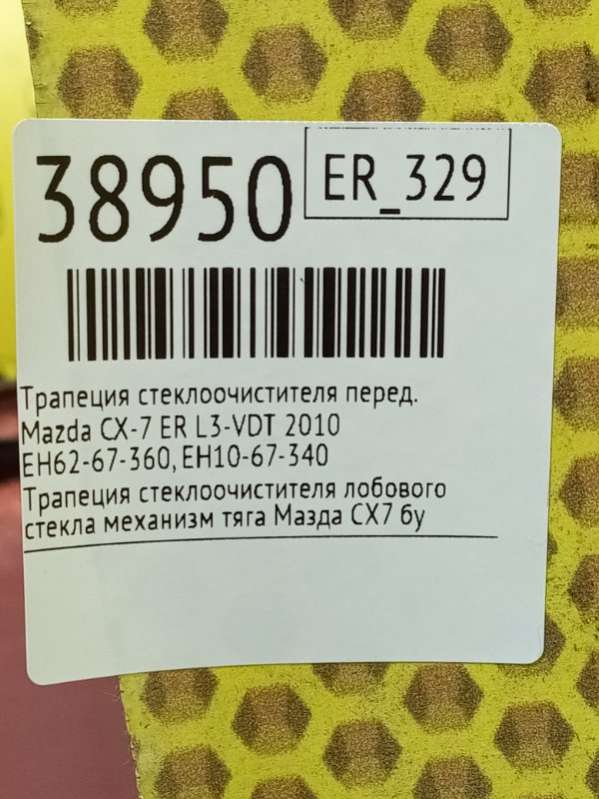 38950
ER_329
Трапеция стеклоочистителя перед.
Mazda CX-7 ER L3-VDT 2010
EH62-67-360, EH10-67-340
Трапеция стеклоочистителя лобового
стекла механизм тяга Мазда СХ7 бу